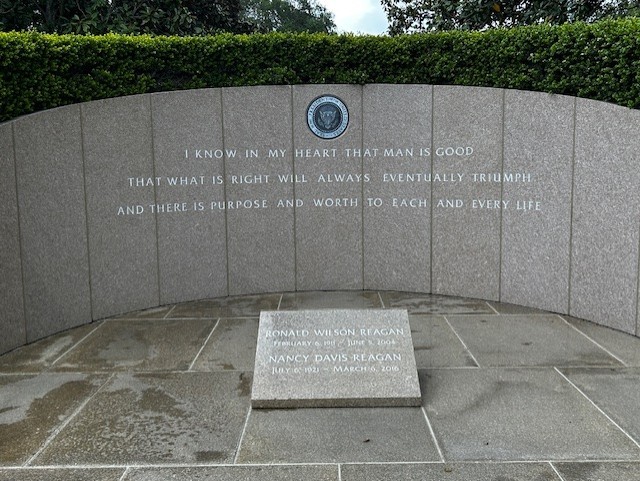 I KNOW IN MY HEART THAT MAN IS GOOD
THAT WHAT IS RIGHT WILL ALWAYS EVENTUALLY TRIUMPH
AND THERE IS PURPOSE AND WORTH TO EACH AND EVERY LIFE
RONALD WILSON REAGAN
FEBRUARY 6, 1911 ~ JUNE 5, 2004
NANCY DAVIS REAGAN
JULY 6, 1921 ~ MARCH 6, 2016